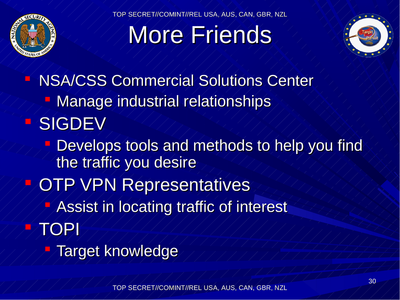 TOP SECRET//COMINT//REL USA, AUS, CAN, GBR, NZL
More Friends
NSA/CSS Commercial Solutions Center
Manage industrial relationships
SIGDEV
Develops tools and methods to help you find
the traffic you desire
OTP VPN Representatives
Assist in locating traffic of interest
TOPI
Target knowledge
30
TOP SECRET//COMINT//REL USA, AUS, CAN, GBR, NZL